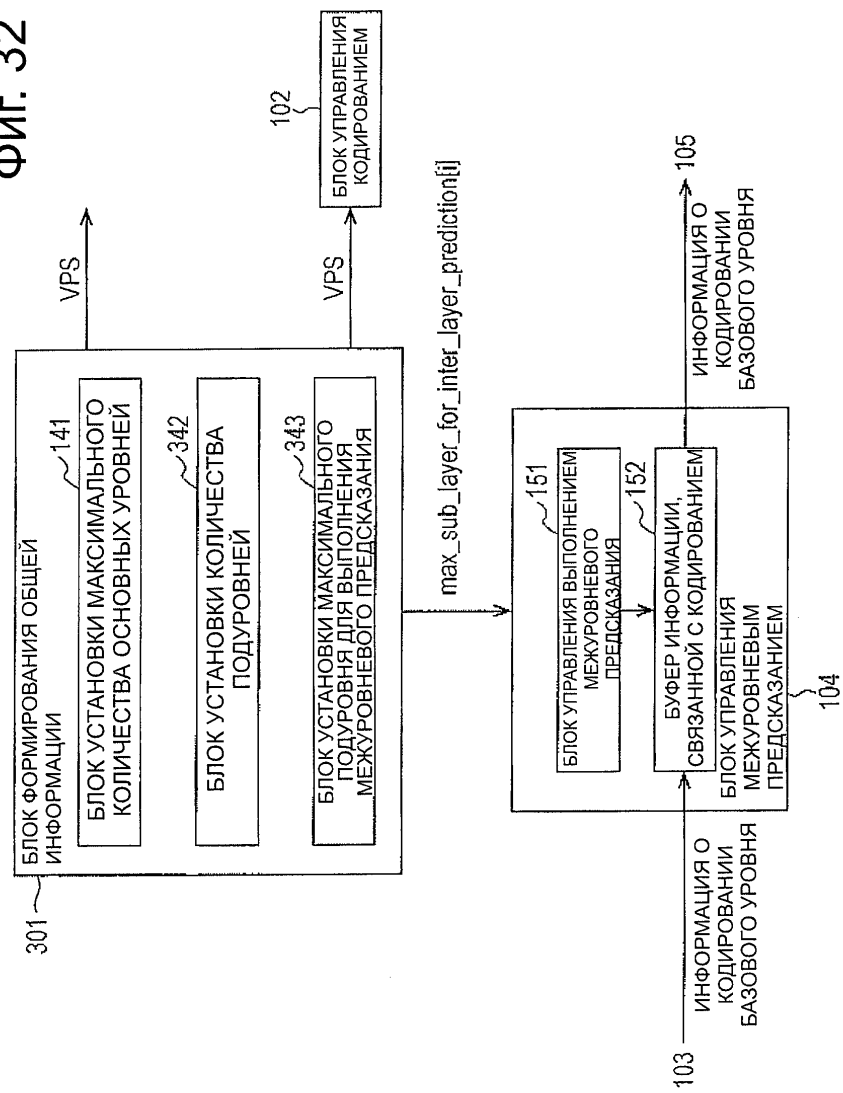 Фиг. 32
БЛОК ФОРМИРОВАНИЯ ОБЩЕЙ
ИНФОРМАЦИИ
301
141
БЛОК УСТАНОВКИ МАКСИМАЛЬНОГО
КОЛИЧЕСТВА ОСНОВНЫХ УРОВНЕЙ
342
БЛОК УСТАНОВКИ КОЛИЧЕСТВА
ПОДУРОВНЕЙ
343
БЛОК УСТАНОВКИ МАКСИМАЛЬНОГО
ПОДУРОВНЯ ДЛЯ ВЫПОЛНЕНИЯ
МЕЖУРОВНЕВОГО ПРЕДСКАЗАНИЯ
VPS
VPS
102
БЛОК УПРАВЛЕНИЯ
КОДИРОВАНИЕМ
max_sub_layer_for_inter_layer_prediction[i]
151
БЛОК УПРАВЛЕНИЯ ВЫПОЛНЕНИЕМ
МЕЖУРОВНЕВОГО
ПРЕДСКАЗАНИЯ
152
БУФЕР ИНФОРМАЦИИ,
СВЯЗАННОЙ С КОДИРОВАНИЕМ
БЛОК УПРАВЛЕНИЯ
МЕЖУРОВНЕВЫМ
ПРЕДСКАЗАНИЕМ
104
103
ИНФОРМАЦИЯ О
КОДИРОВАНИИ
БАЗОВОГО УРОВНЯ
105
ИНФОРМАЦИЯ О
КОДИРОВАНИИ
БАЗОВОГО УРОВНЯ